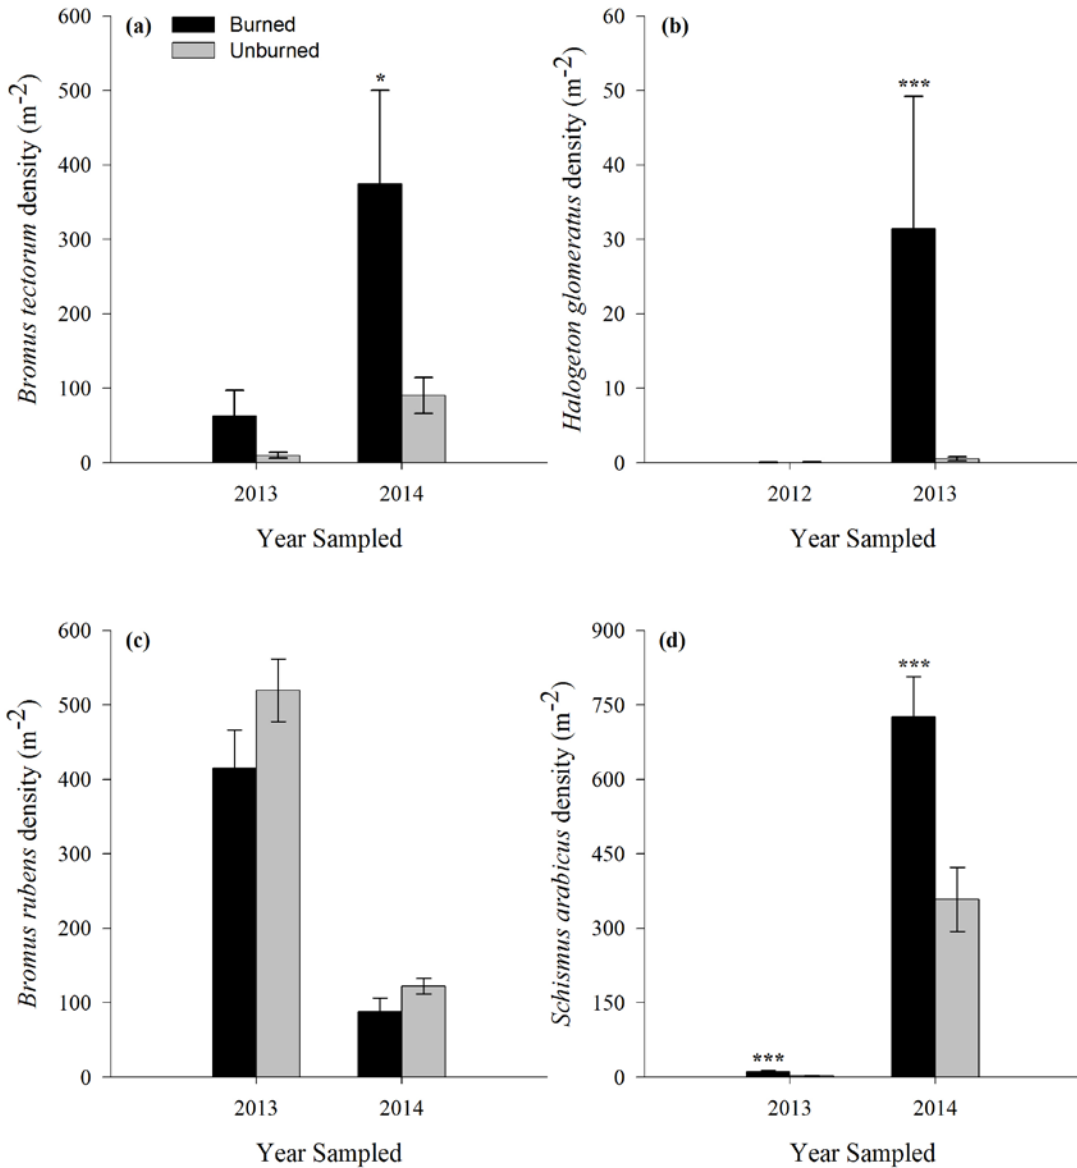 (a)
Burned
Unburned
Bromus tectorum density (m⁻²)
600
500
400
300
200
100
0
*
2013
2014
Year Sampled
(b)
Halogeton glomeratus density (m⁻²)
60
50
40
30
20
10
0
***
2012
2013
Year Sampled
(c)
Bromus rubens density (m⁻²)
600
500
400
300
200
100
0
2013
2014
Year Sampled
(d)
Schismus arabicus density (m⁻²)
900
750
600
450
300
150
0
***
***
2013
2014
Year Sampled